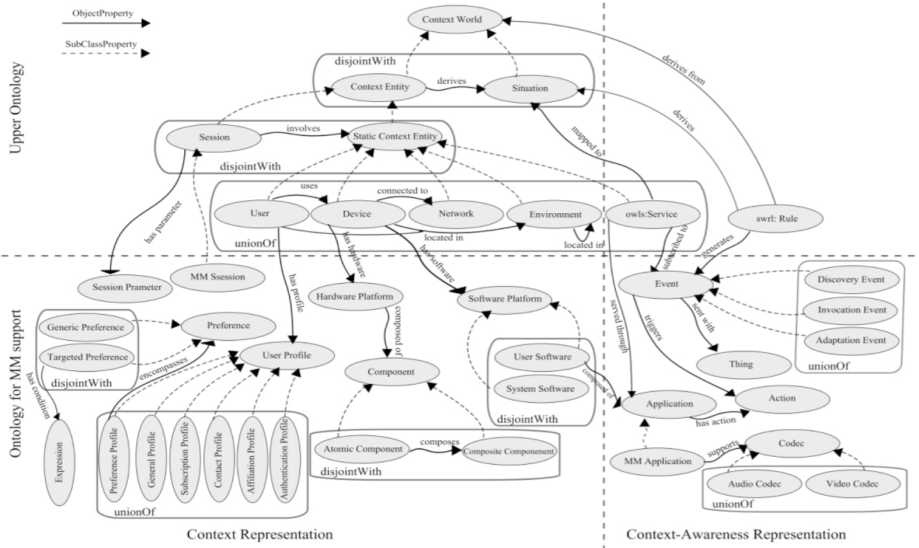 ObjectProperty
SubClassProperty
Upper Ontology
Ontology for MM support
Context World
disjointWith
Context Entity
derives
Situation
derives from
derives
mapped to
Session
involves
Static Context Entity
disjointWith
has parameter
User
uses
Device
connected to
Network
Environment
located in
located in
owls:Service
unionOf
swrl: Rule
subscribed to
generates
Session Prameter
MM Ssession
has profile
has hardware
has software
Hardware Platform
Software Platform
served through
Event
triggers
sent with
Discovery Event
Invocation Event
Adaptation Event
unionOf
Generic Preference
Targeted Preference
disjointWith
has condition
Expression
Preference
encompasses
User Profile
composed of
Component
User Software
System Software
disjointWith
composed of
Thing
Application
has action
Action
Preference Profile
General Profile
Subscription Profile
Contact Profile
Affiliation Profile
Authentication Profile
unionOf
Atomic Component
composes
Composite Componenent
disjointWith
MM Application
supports
Codec
Audio Codec
Video Codec
unionOf
Context Representation
Context-Awareness Representation